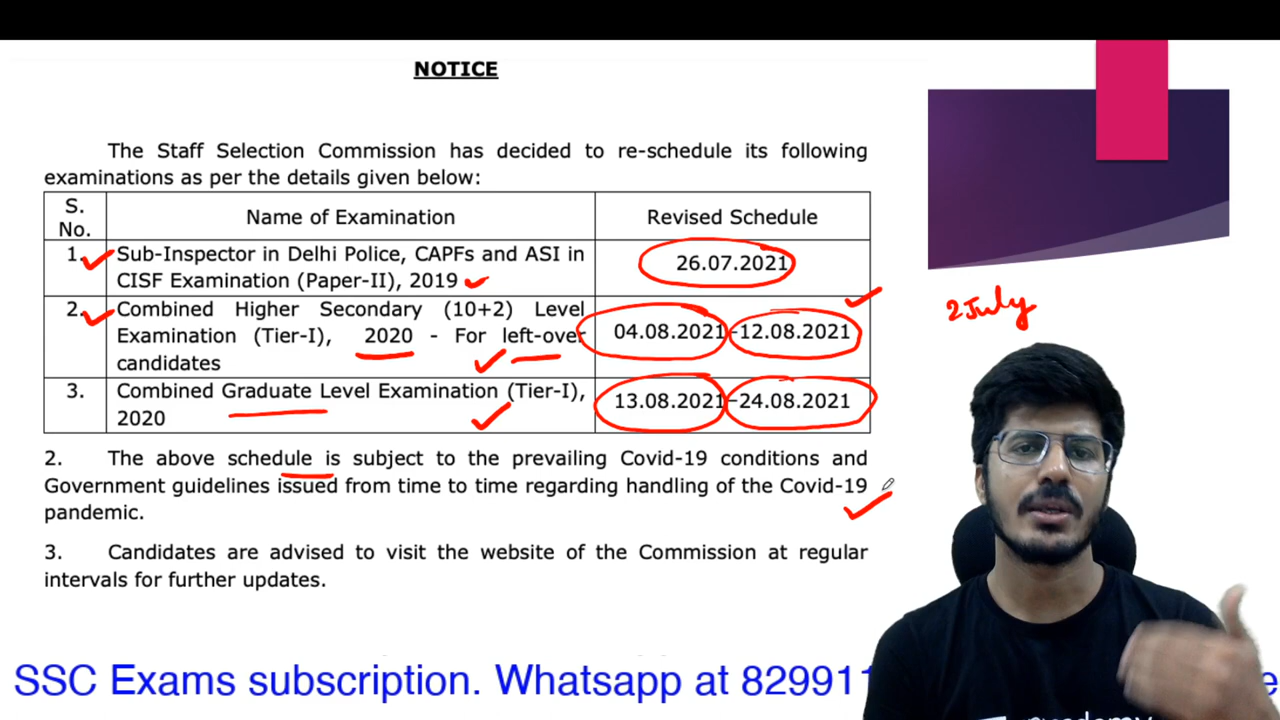 NOTICE
The Staff Selection Commission has decided to re-schedule its following
examinations as per the details given below:
S. No. Name of Examination Revised Schedule
1. Sub-Inspector in Delhi Police, CAPFs and ASI in
CISF Examination (Paper-II), 2019
26.07.2021
2. Combined Higher Secondary (10+2) Level
Examination (Tier-I), 2020 - For left-over
candidates
04.08.2021-12.08.2021
3. Combined Graduate Level Examination (Tier-I),
2020
13.08.2021-24.08.2021
2 July
2. The above schedule is subject to the prevailing Covid-19 conditions and
Government guidelines issued from time to time regarding handling of the Covid-19
pandemic.
3. Candidates are advised to visit the website of the Commission at regular
intervals for further updates.
SSC Exams subscription. Whatsapp at 82991